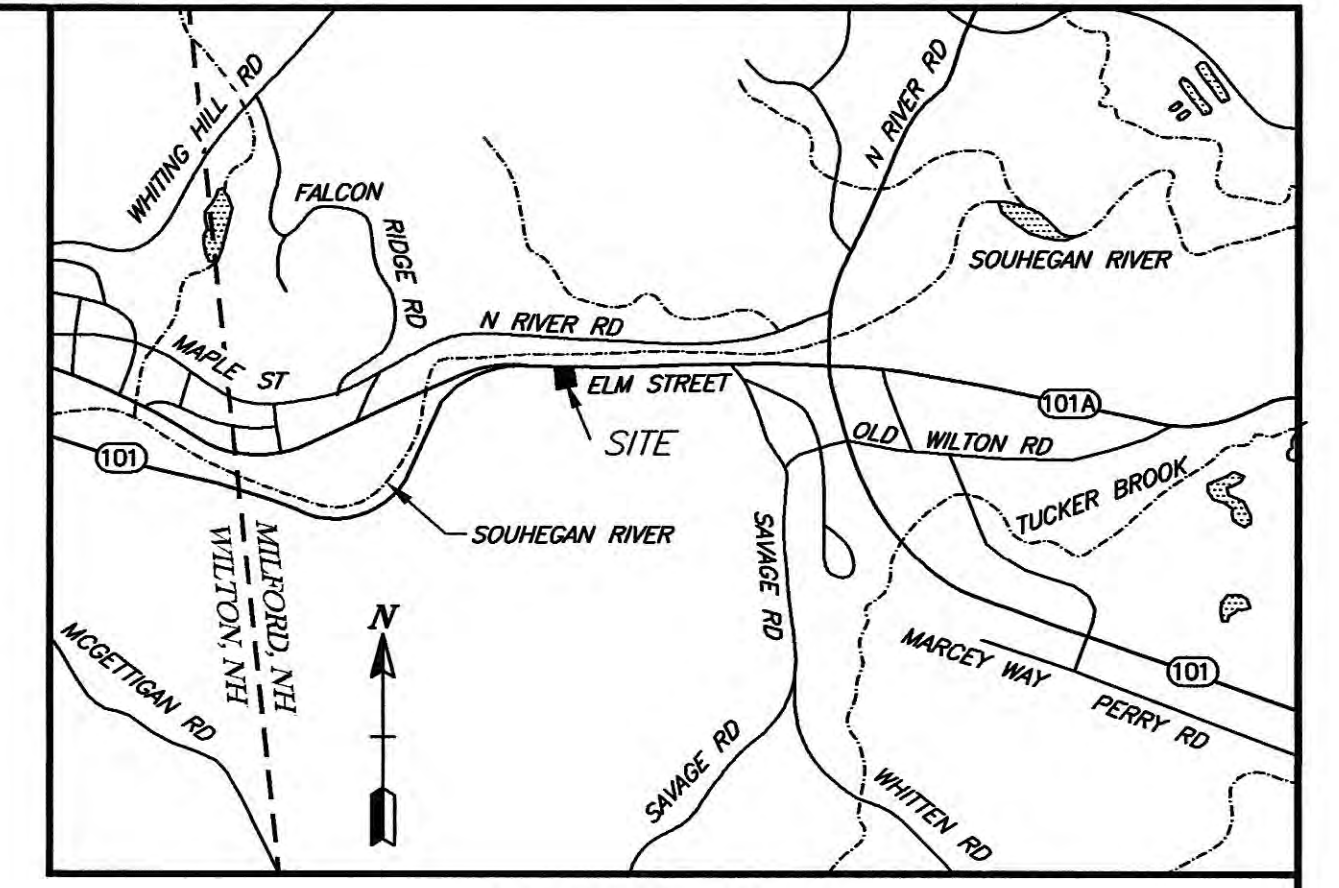 WHITING HILL RD
N RIVER RD
FALCON
RIDGE RD
SOUHEGAN RIVER
N RIVER RD
MAPLE ST
ELM STREET
SITE
101A
OLD WILTON RD
101
TUCKER BROOK
SOUHEGAN RIVER
SAVAGE RD
WILTON, NH
MILFORD, NH
N
MCGETTIGAN RD
MARCEY WAY
101
PERRY RD
SAVAGE RD
WHITTEN RD